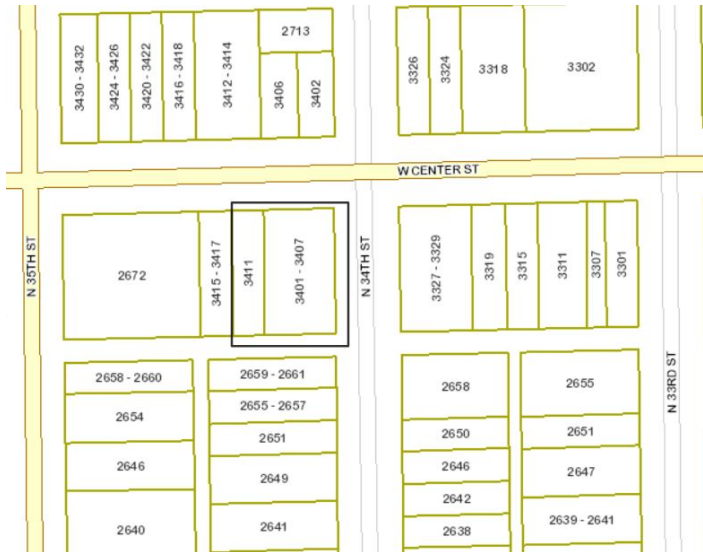 2713
3430 - 3432
3424 - 3426
3420 - 3422
3416 - 3418
3412 - 3414
3406
3402
3326
3324
3318
3302
W CENTER ST
N 35TH ST
2672
3415 - 3417
3411
3401 - 3407
N 34TH ST
3327 - 3329
3319
3315
3311
3307
3301
N 33RD ST
2658 - 2660
2654
2646
2640
2659 - 2661
2655 - 2657
2651
2649
2641
2658
2650
2646
2642
2638
2655
2651
2647
2639 - 2641